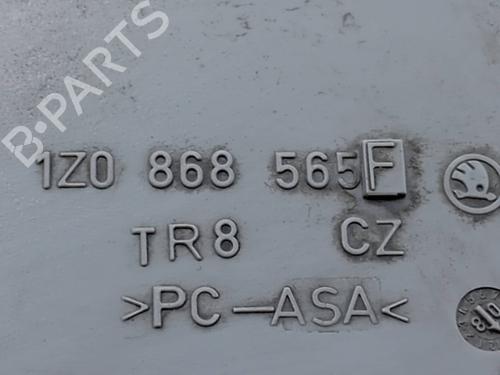 B-PARTS
1Z0 868 565F
TR8 CZ
>PC-ASA<